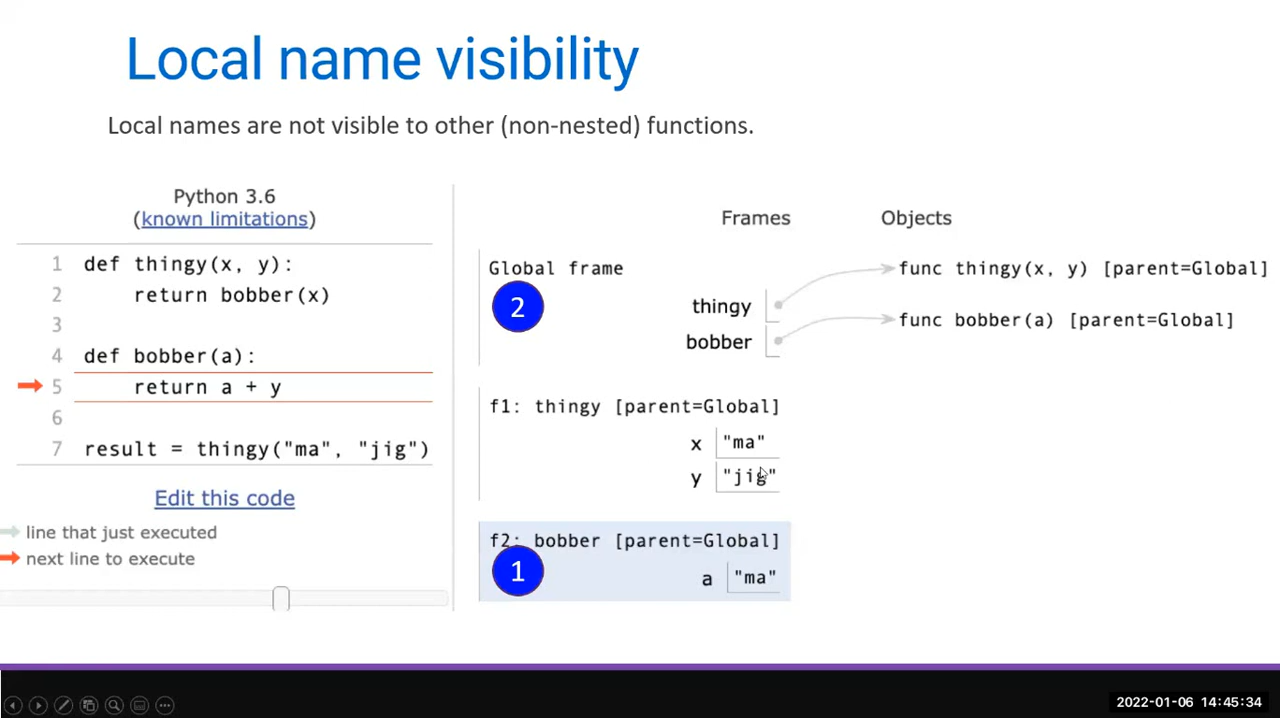 Local name visibility
Local names are not visible to other (non-nested) functions.
Python 3.6
(known limitations)
1 def thingy(x, y):
2     return bobber(x)
3
4 def bobber(a):
5     return a + y
6
7 result = thingy("ma", "jig")
Edit this code
line that just executed
next line to execute
Frames Objects
Global frame
2
thingy
bobber
func thingy(x, y) [parent=Global]
func bobber(a) [parent=Global]
f1: thingy [parent=Global]
x "ma"
y "jig"
f2: bobber [parent=Global]
1
a "ma"
2022-01-06 14:45:34